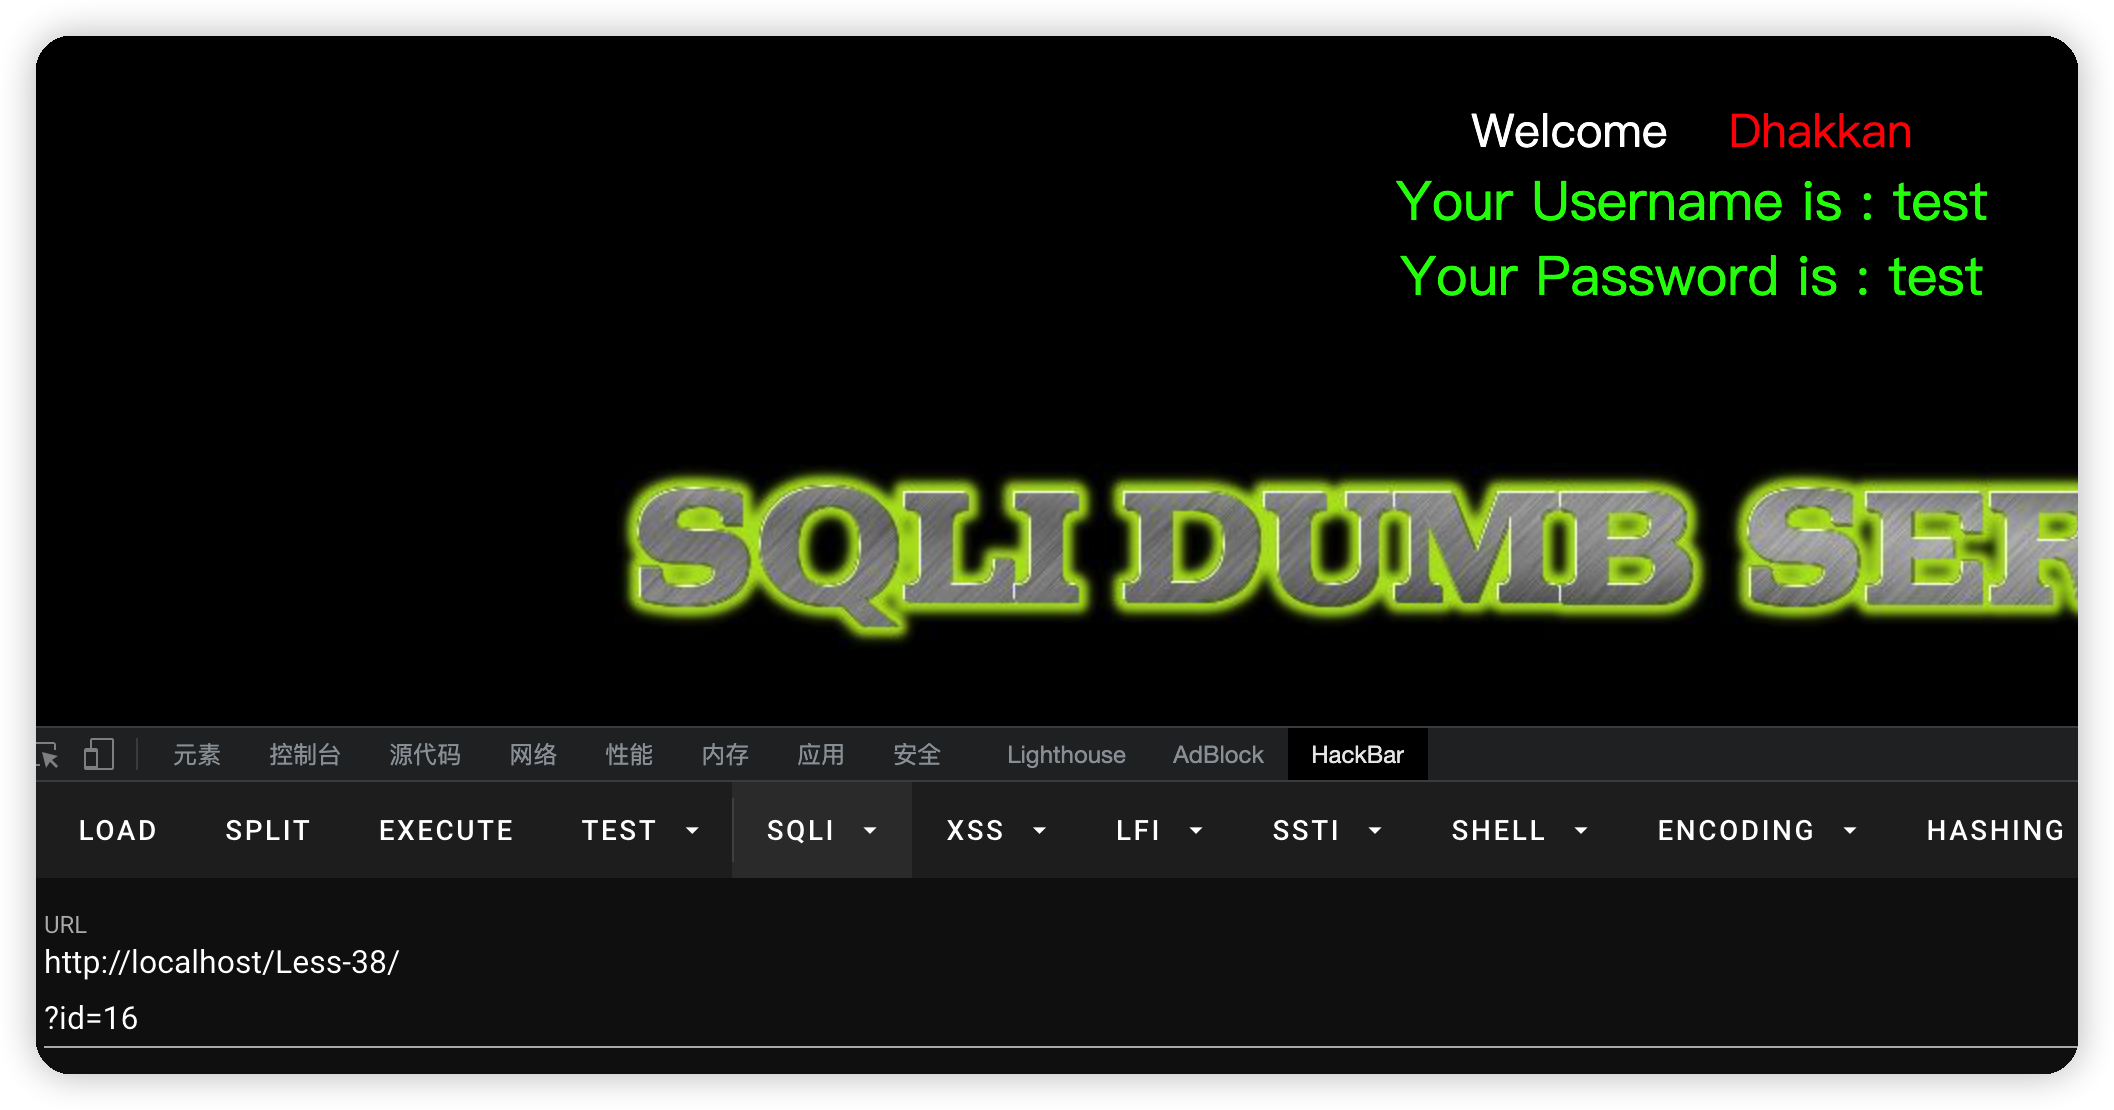 Welcome Dhakkan
Your Username is : test
Your Password is : test
SQLI DUMB SER
元素 控制台 源代码 网络 性能 内存 应用 安全 Lighthouse AdBlock HackBar
LOAD SPLIT EXECUTE TEST SQLI XSS LFI SSTI SHELL ENCODING HASHING
URL
http://localhost/Less-38/
?id=16